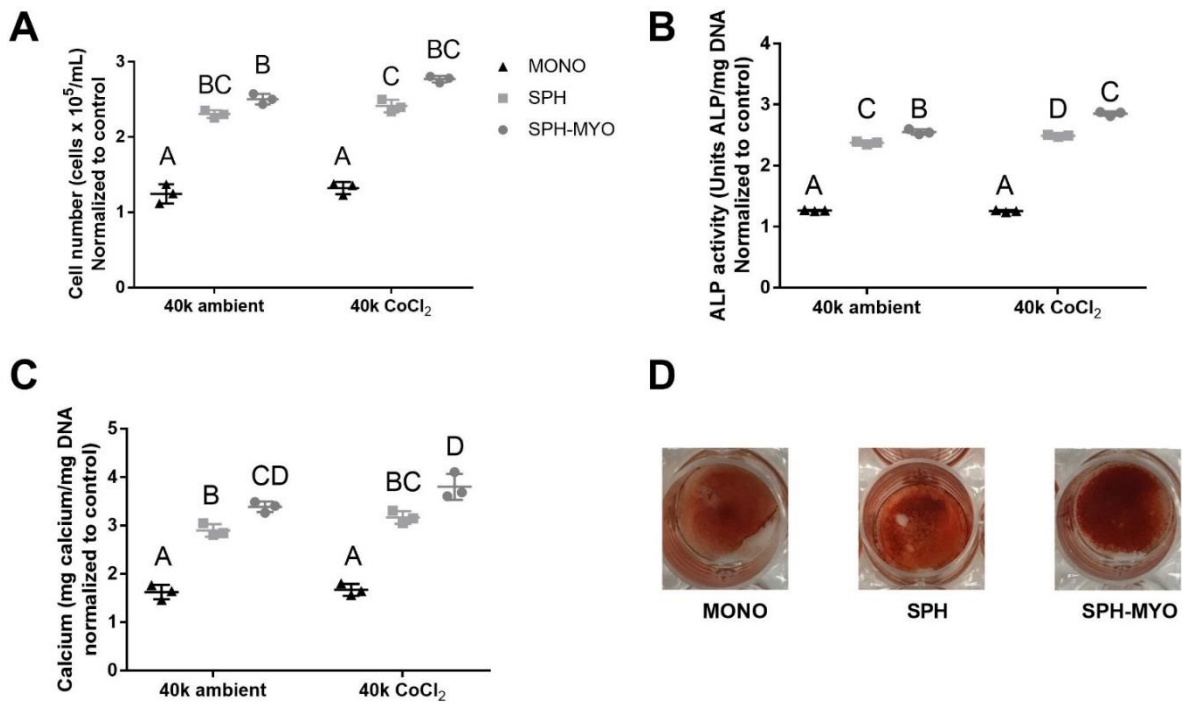 A
Cell number (cells x 10⁵/mL)
Normalized to control
3
2
1
0
A
BC
B
A
C
BC
40k ambient
40k CoCl₂
MONO
SPH
SPH-MYO
B
ALP activity (Units ALP/mg DNA
Normalized to control)
4
3
2
1
0
A
C
B
A
D
C
40k ambient
40k CoCl₂
C
Calcium (mg calcium/mg DNA
normalized to control)
5
4
3
2
1
0
A
B
CD
A
BC
D
40k ambient
40k CoCl₂
D
MONO
SPH
SPH-MYO